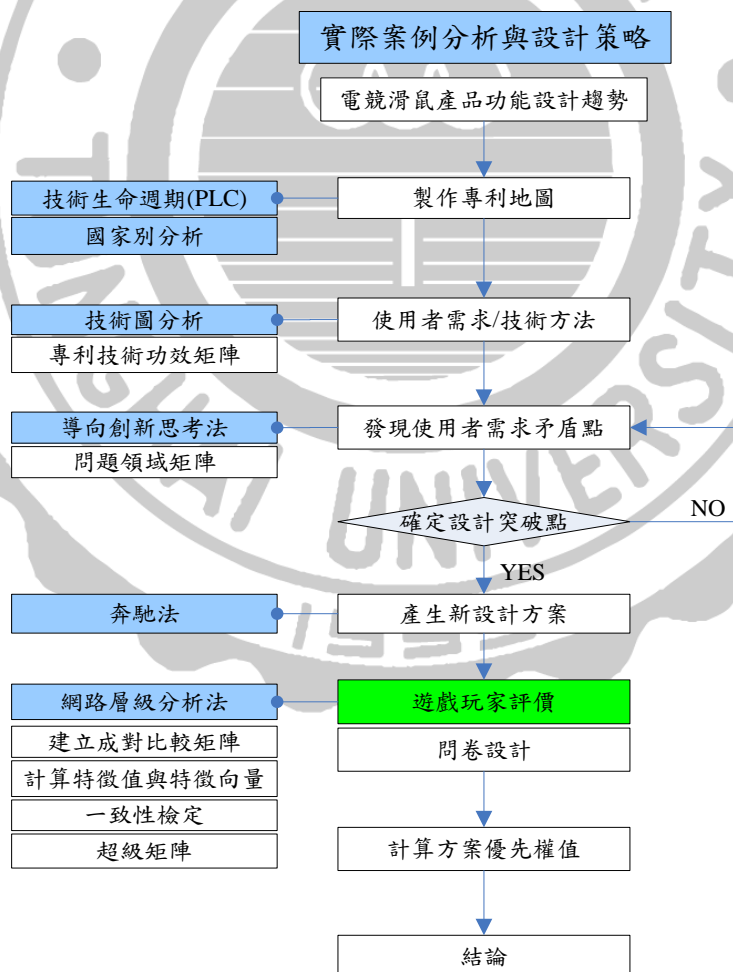 實際案例分析與設計策略
電競滑鼠產品功能設計趨勢
技術生命週期(PLC)
製作專利地圖
國家別分析
技術圖分析
使用者需求/技術方法
專利技術功效矩陣
導向創新思考法
發現使用者需求矛盾點
問題領域矩陣
確定設計突破點
NO
YES
奔馳法
產生新設計方案
網路層級分析法
遊戲玩家評價
建立成對比較矩陣
問卷設計
計算特徵值與特徵向量
一致性檢定
超級矩陣
計算方案優先權值
結論
UNIVERSITY
1955